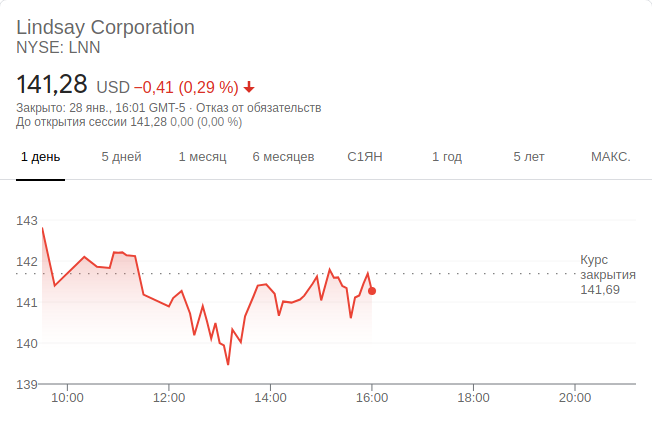 Lindsay Corporation
NYSE: LNN
141,28 USD −0,41 (0,29 %)
Закрыто: 28 янв., 16:01 GMT-5 · Отказ от обязательств
До открытия сессии 141,28 0,00 (0,00 %)
1 день 5 дней 1 месяц 6 месяцев С1ЯН 1 год 5 лет МАКС.
143
142
141
140
139
Курс
закрытия
141,69
10:00 12:00 14:00 16:00 18:00 20:00